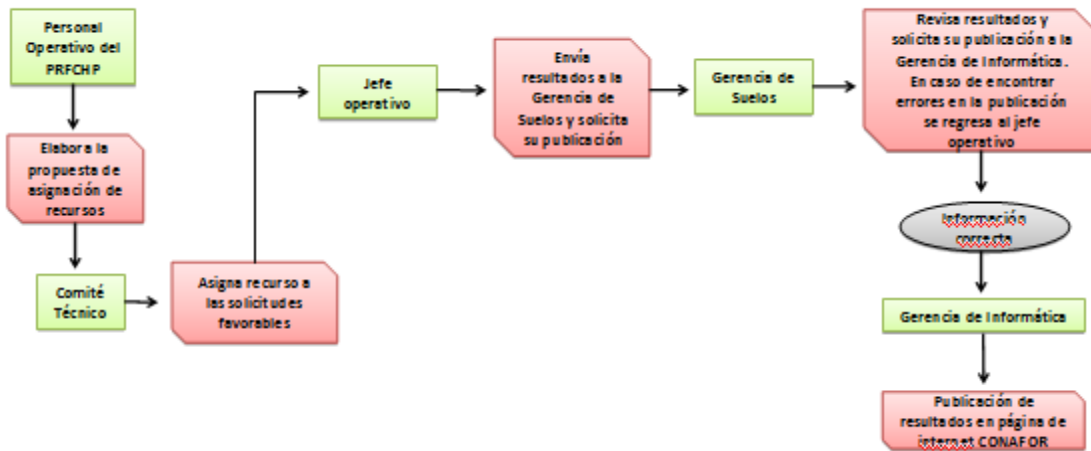 Personal
Operativo del
PRFCHP
Elabora la
propuesta de
asignación de
recursos
Comité
Técnico
Asigna recurso a
las solicitudes
favorables
Jefe
operativo
Envía
resultados a la
Gerencia de
Suelos y solicita
su publicación
Gerencia de
Suelos
Revisa resultados y
solicita su publicación a la
Gerencia de Informática.
En caso de encontrar
errores en la publicación
se regresa al jefe
operativo
Información
correcta
Gerencia de Informática
Publicación de
resultados en página de
internet CONAFOR